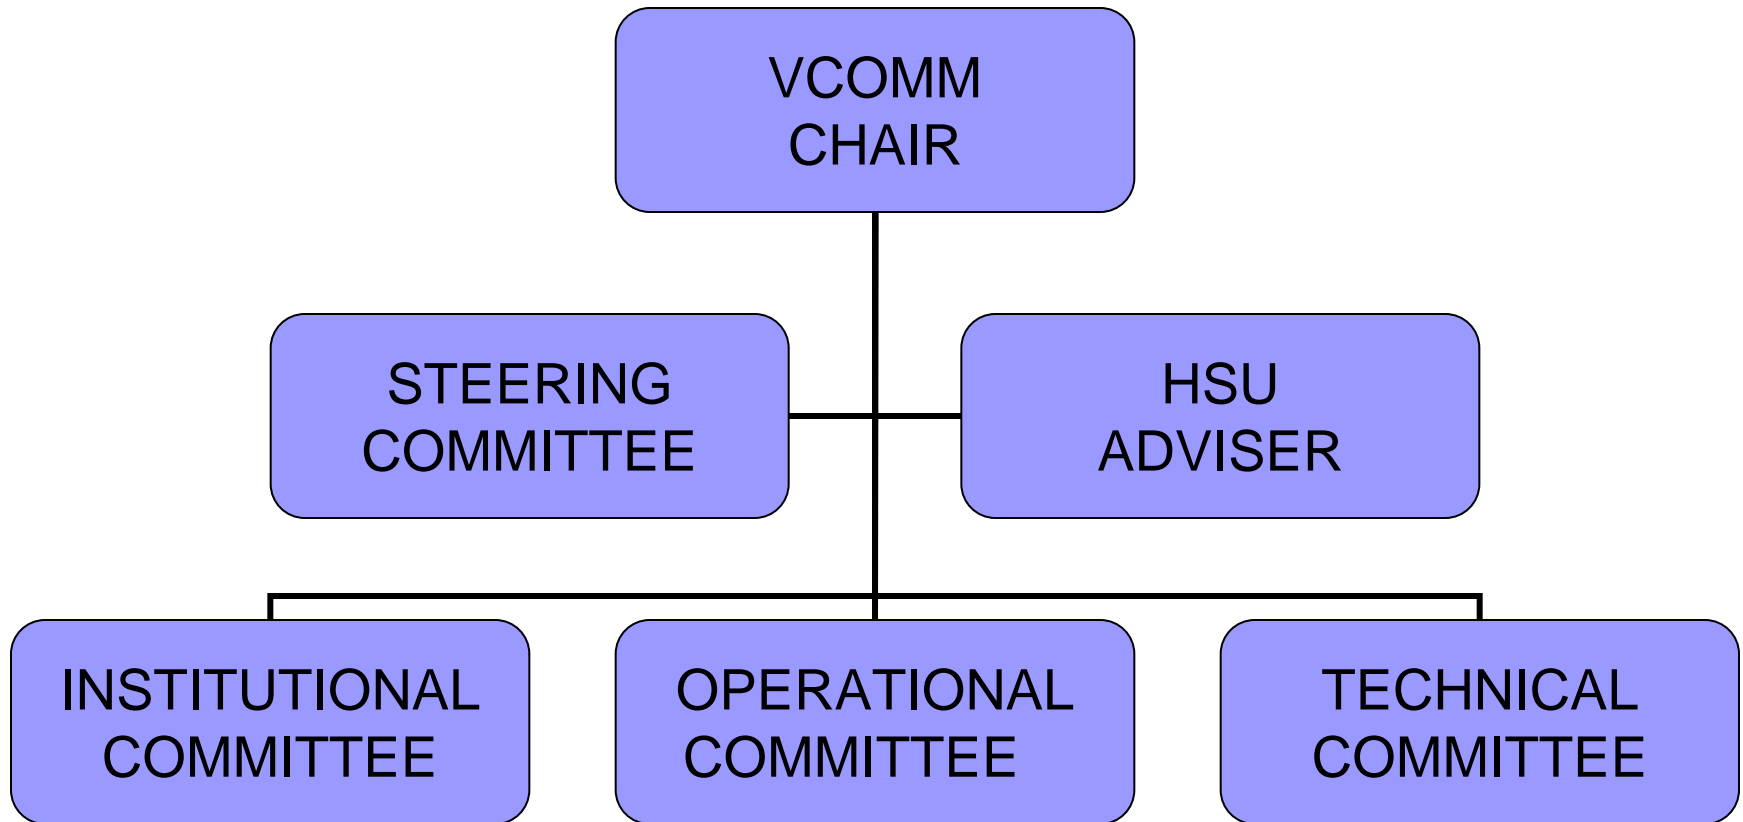 VCOMM
CHAIR
STEERING
COMMITTEE
HSU
ADVISER
INSTITUTIONAL
COMMITTEE
OPERATIONAL
COMMITTEE
TECHNICAL
COMMITTEE